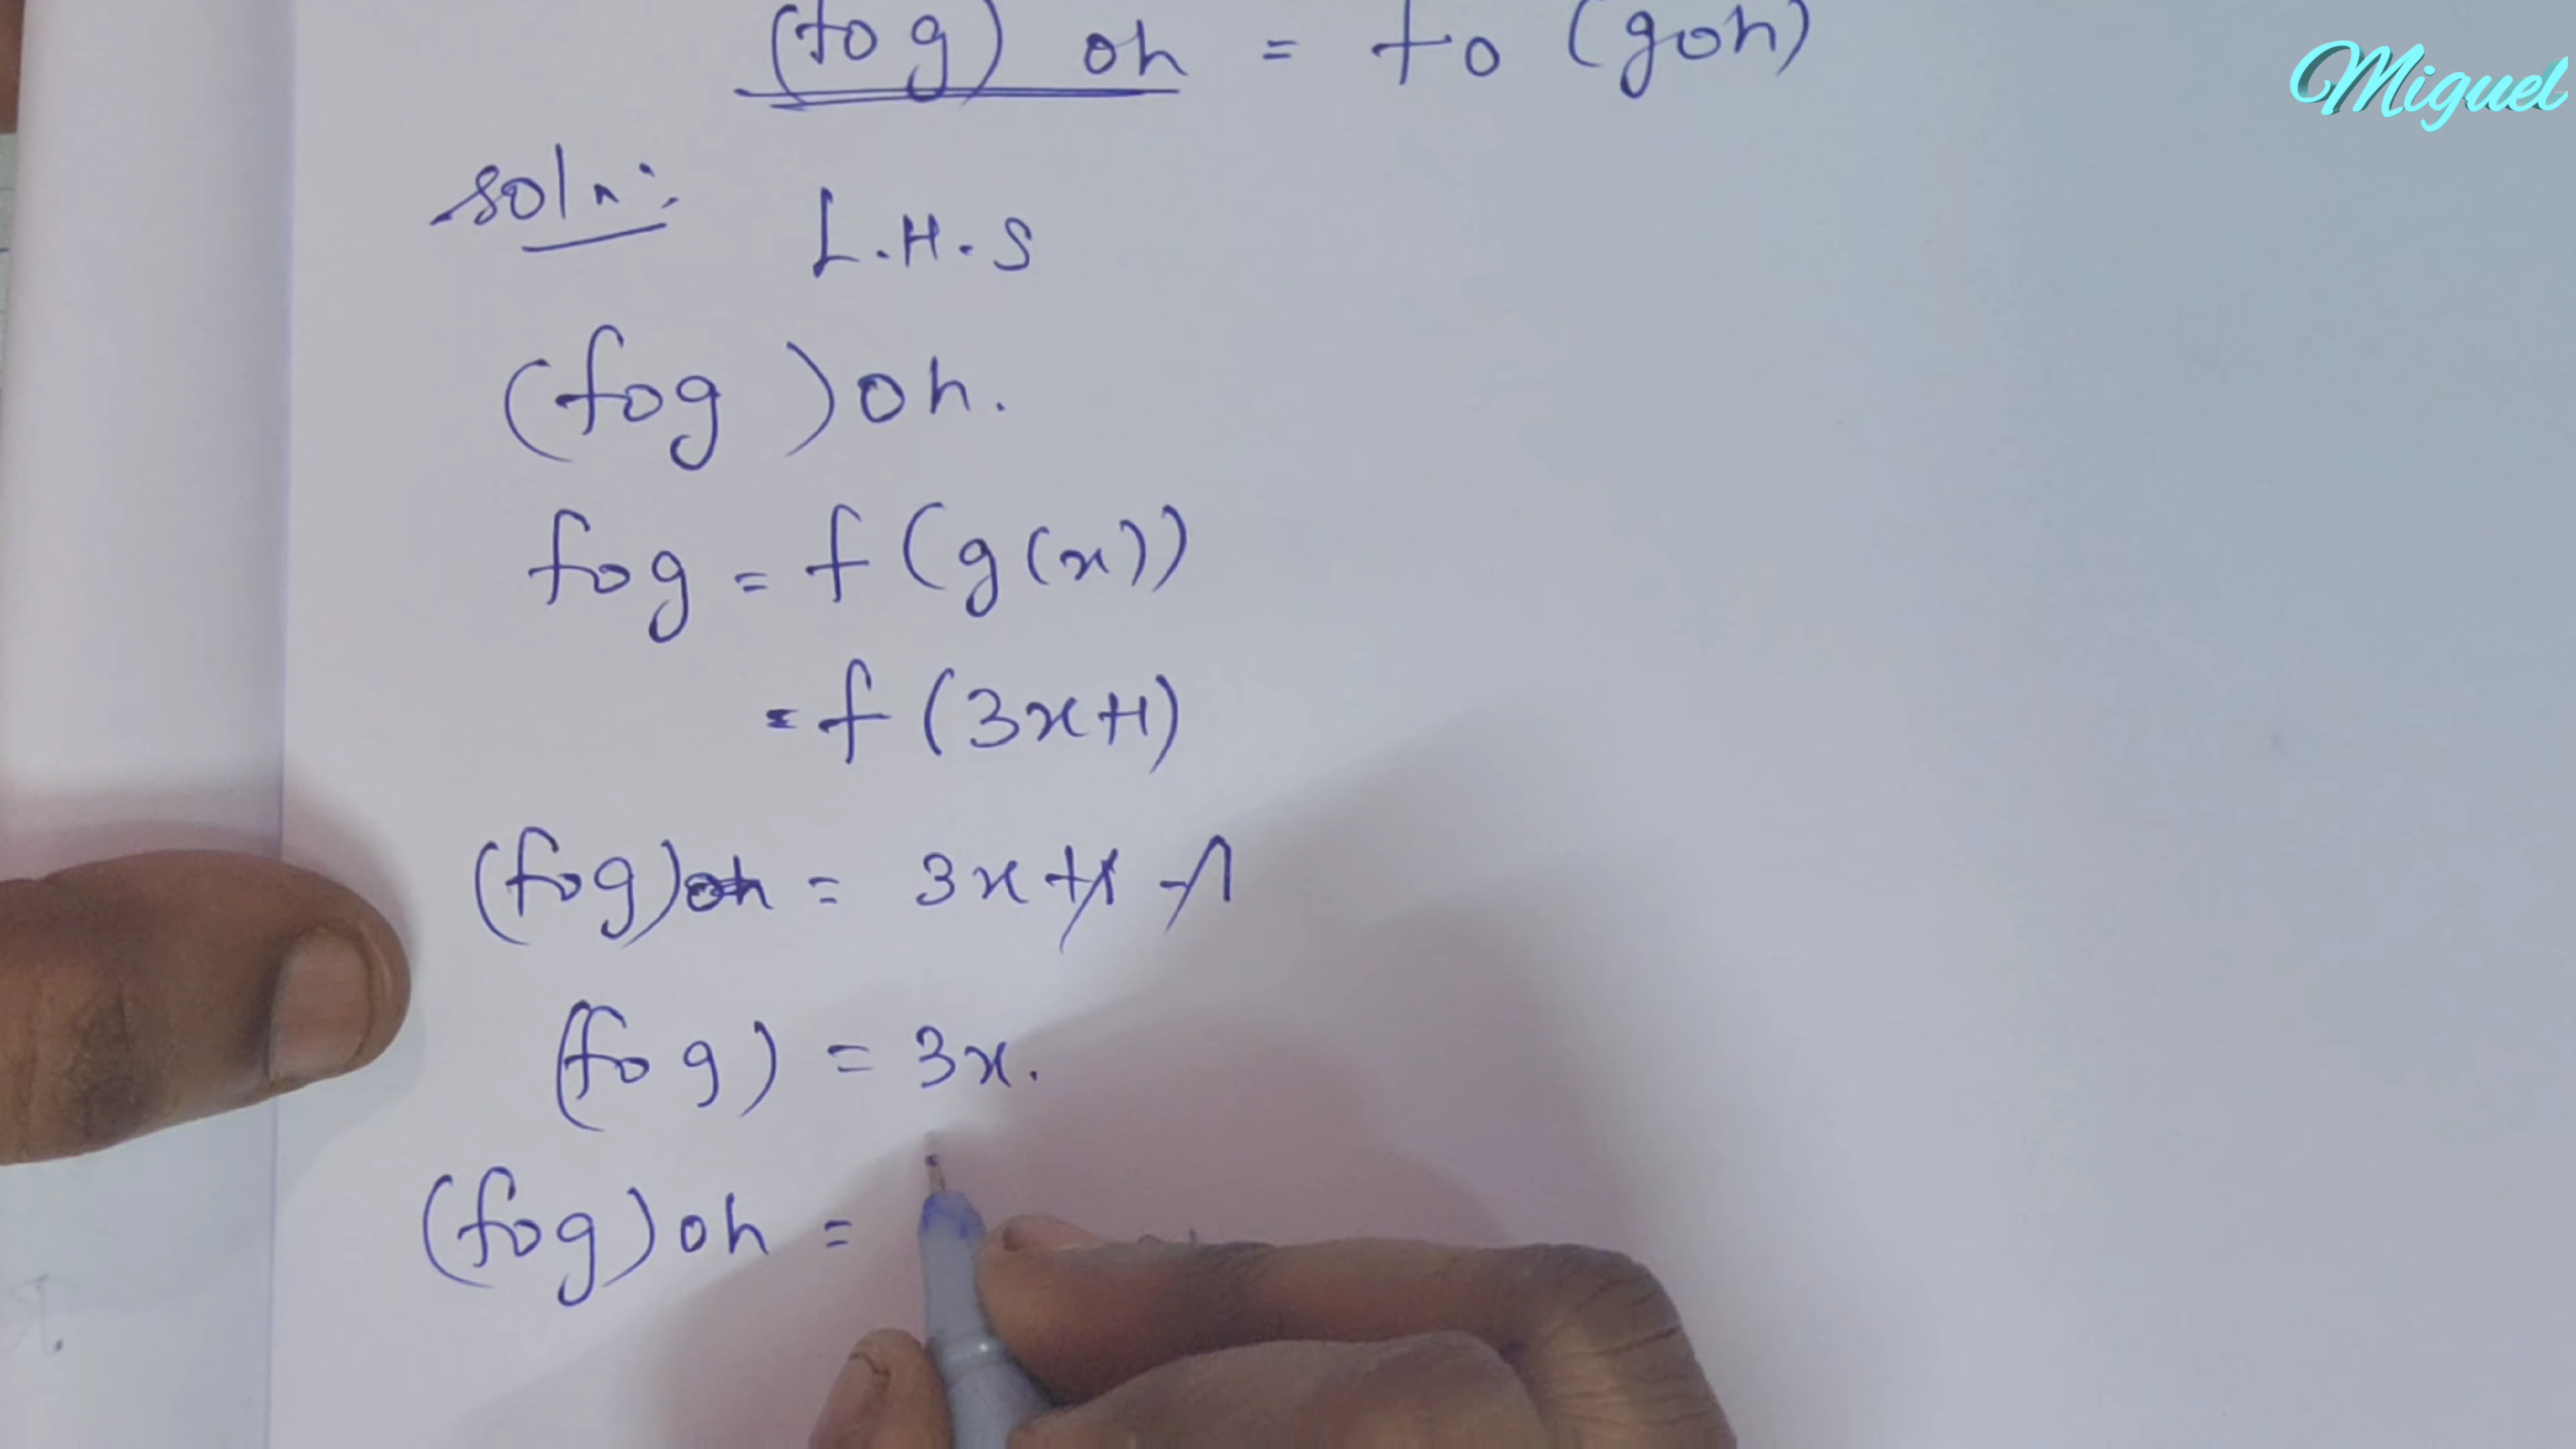 (fog) oh = fo (goh)
Miguel
soln:
L.H.S
(fog)oh.
fog = f(g(x))
= f(3x+1)
(fog)oh = 3x+1-1
(fog) = 3x.
(fog)oh =